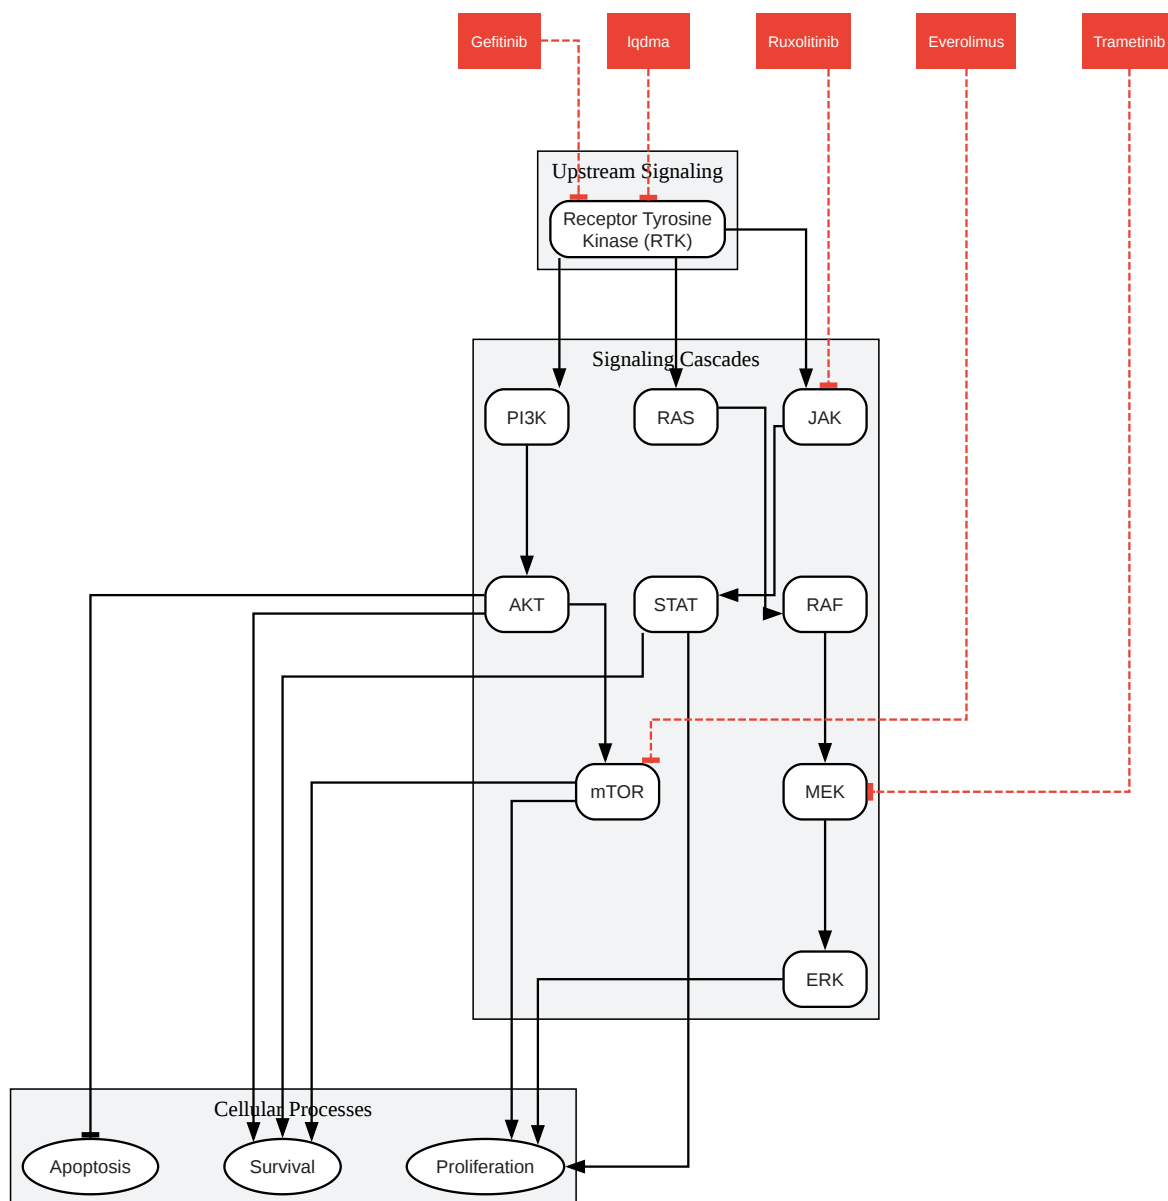 Gefitinib
Iqdma
Ruxolitinib
Everolimus
Trametinib
Upstream Signaling
Receptor Tyrosine
Kinase (RTK)
Signaling Cascades
PI3K
RAS
JAK
AKT
STAT
RAF
mTOR
MEK
ERK
Cellular Processes
Apoptosis
Survival
Proliferation